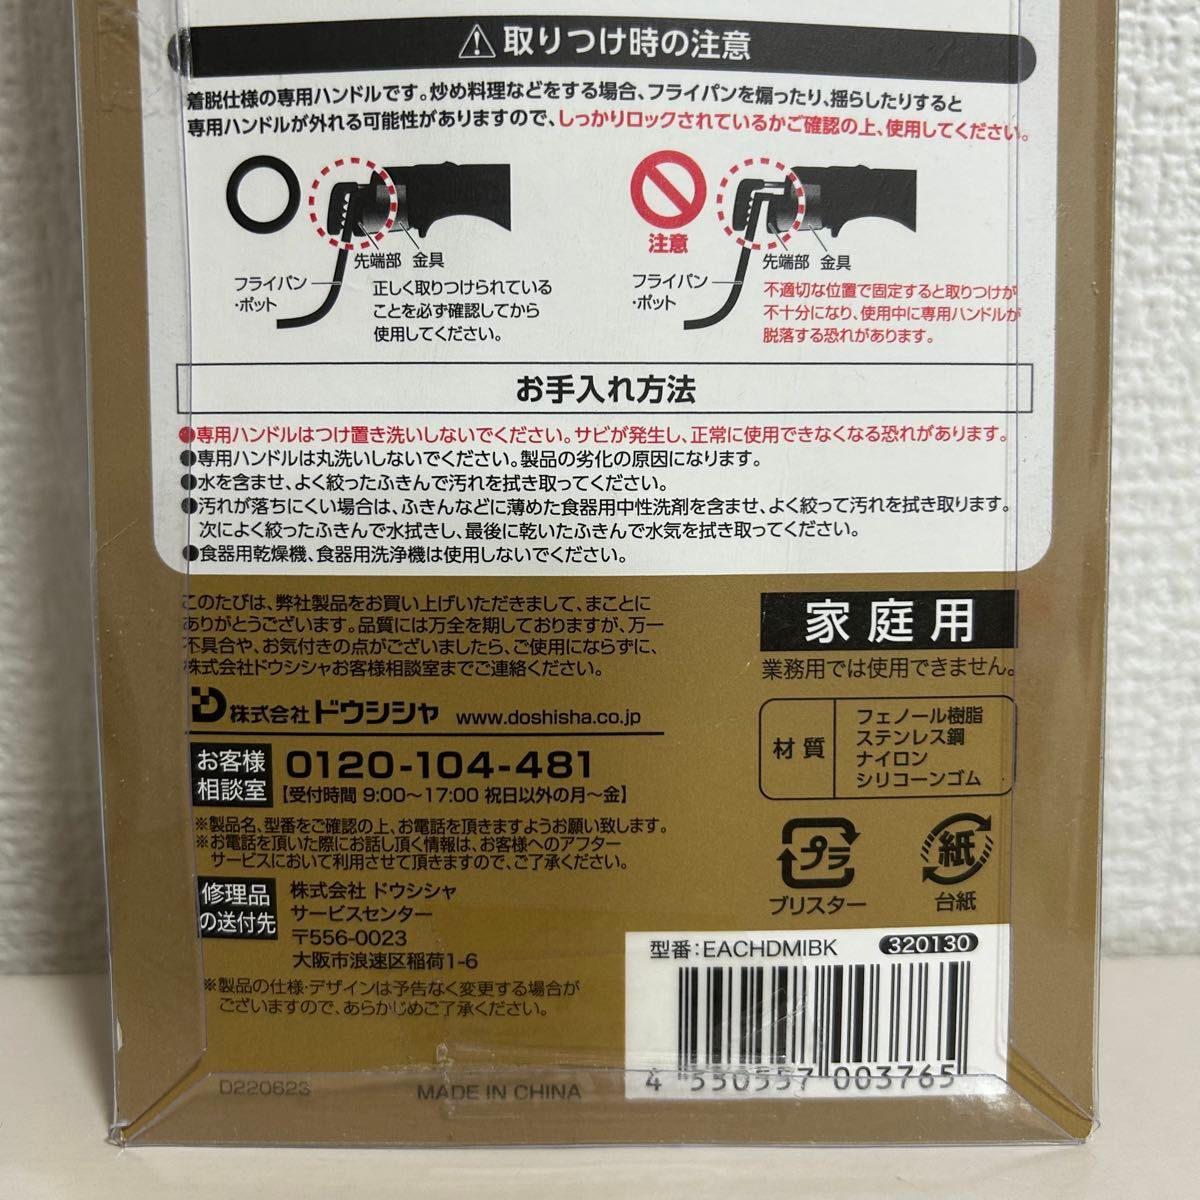 ⚠取りつけ時の注意
着脱仕様の専用ハンドルです。炒め料理などをする場合、フライパンを煽ったり、揺らしたりすると
専用ハンドルが外れる可能性がありますので、しっかりロックされているかご確認の上、使用してください。
先端部 金具
フライパン
・ポット
正しく取りつけられている
ことを必ず確認してから
使用してください。
注意
先端部 金具
フライパン
・ポット
不適切な位置で固定すると取りつけが
不十分になり、使用中に専用ハンドルが
脱落する恐れがあります。
お手入れ方法
●専用ハンドルはつけ置き洗いしないでください。サビが発生し、正常に使用できなくなる恐れがあります。
●専用ハンドルは丸洗いしないでください。製品の劣化の原因になります。
●水を含ませ、よく絞ったふきんで汚れを拭き取ってください。
●汚れが落ちにくい場合は、ふきんなどに薄めた食器用中性洗剤を含ませ、よく絞って汚れを拭き取ります。
次によく絞ったふきんで水拭きし、最後に乾いたふきんで水気を拭き取ってください。
●食器用乾燥機、食器用洗浄機は使用しないでください。
このたびは、弊社製品をお買い上げいただきまして、まことに
ありがとうございます。品質には万全を期しておりますが、万一
不具合や、お気付きの点がございましたら、ご使用にならずに、
株式会社ドウシシャお客様相談室までご連絡ください。
株式会社ドウシシャ www.doshisha.co.jp
お客様
相談室
0120-104-481
【受付時間 9:00〜17:00 祝日以外の月〜金】
※製品名、型番をご確認の上、お電話を頂きますようお願い致します。
※お電話を頂いた際にお話し頂く情報は、お客様へのアフター
サービスにおいて利用させて頂きますので、ご了承ください。
修理品
の送付先
株式会社 ドウシシャ
サービスセンター
〒556-0023
大阪市浪速区稲荷1-6
※製品の仕様・デザインは予告なく変更する場合が
ございますので、あらかじめご了承ください。
家庭用
業務用では使用できません。
材質
フェノール樹脂
ステンレス鋼
ナイロン
シリコーンゴム
プラ
ブリスター
紙
台紙
型番:EACHDMIBK 320130
4 550557 003765
D220623
MADE IN CHINA